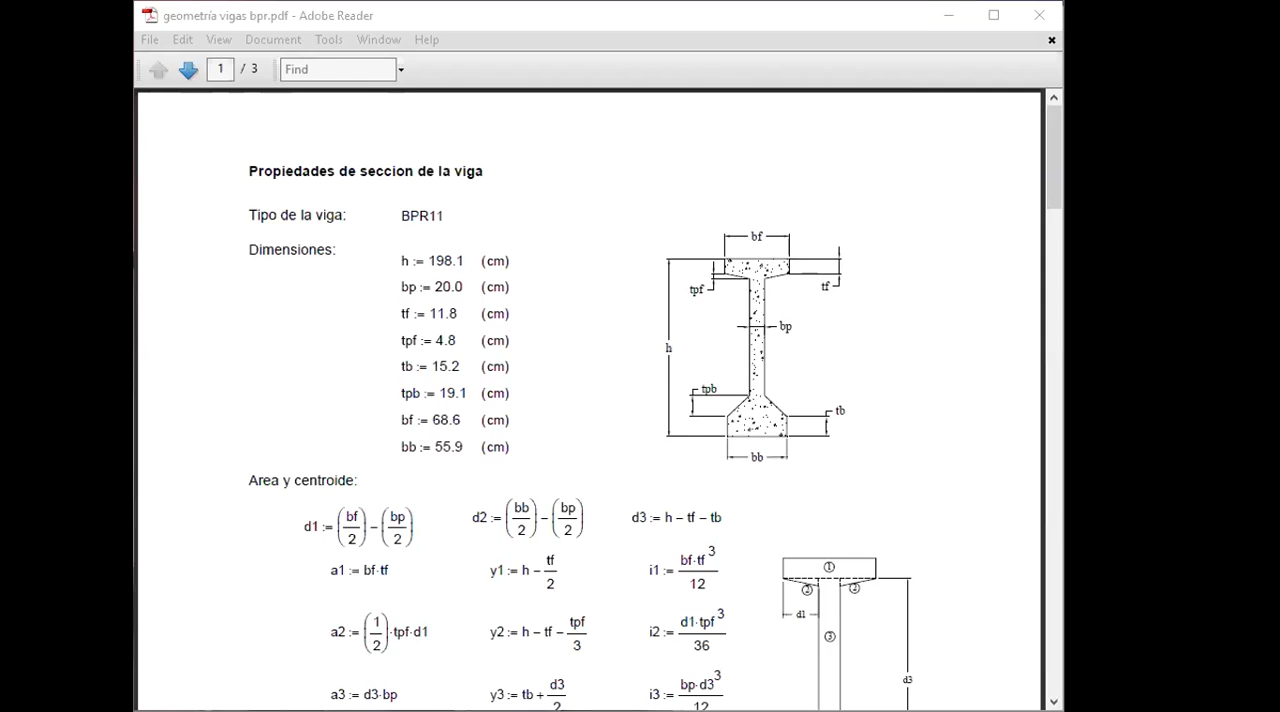 geometría vigas bpr.pdf - Adobe Reader
File Edit View Document Tools Window Help
1 / 3 Find
Propiedades de seccion de la viga
Tipo de la viga: BPR11
Dimensiones:
h := 198.1 (cm)
bp := 20.0 (cm)
tf := 11.8 (cm)
tpf := 4.8 (cm)
tb := 15.2 (cm)
tpb := 19.1 (cm)
bf := 68.6 (cm)
bb := 55.9 (cm)
bf
tpf
tf
bp
h
tpb
tb
bb
Area y centroide:
d1 := (bf/2) − (bp/2) d2 := (bb/2) − (bp/2) d3 := h − tf − tb
a1 := bf·tf y1 := h − tf/2 i1 := bf·tf³/12
a2 := (1/2)·tpf·d1 y2 := h − tf − tpf/3 i2 := d1·tpf³/36
a3 := d3·bp y3 := tb + d3/2 i3 := bp·d3³/12
①
② ②
d1
③
d3